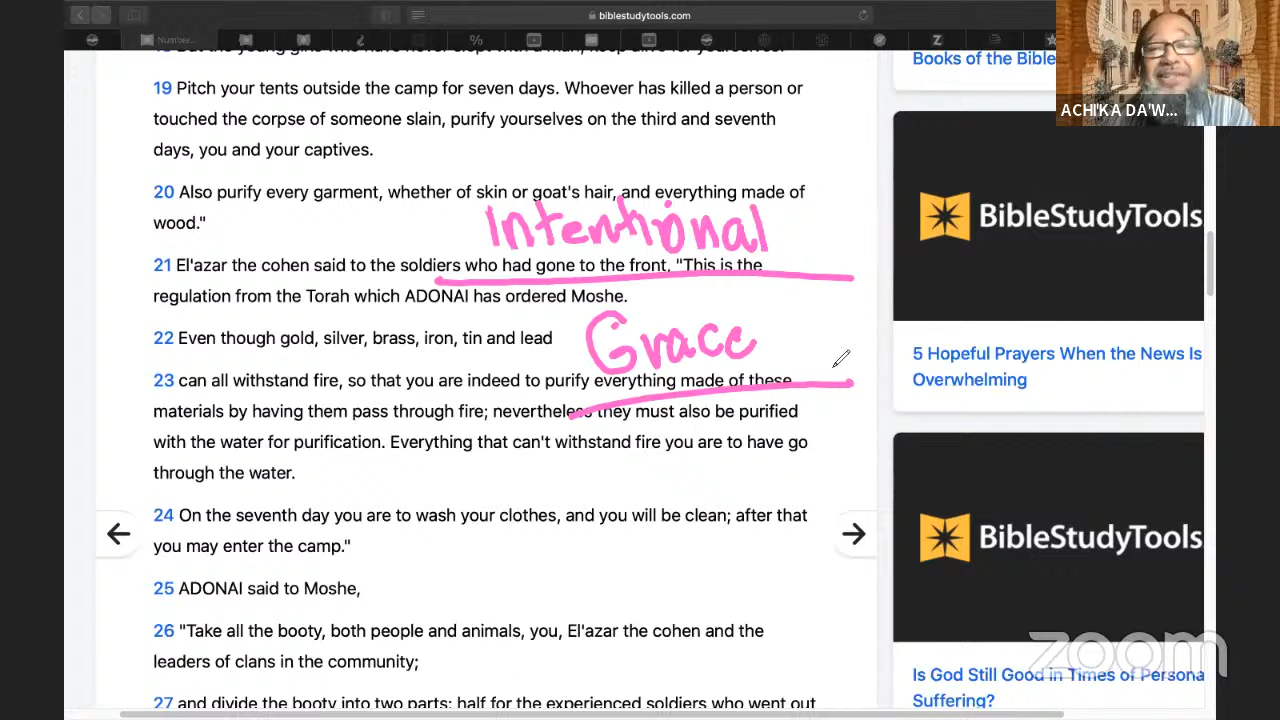 biblestudytools.com
Number...
%
Z
19 Pitch your tents outside the camp for seven days. Whoever has killed a person or
touched the corpse of someone slain, purify yourselves on the third and seventh
days, you and your captives.
20 Also purify every garment, whether of skin or goat's hair, and everything made of
wood."
Intentional
21 El'azar the cohen said to the soldiers who had gone to the front, "This is the
regulation from the Torah which ADONAI has ordered Moshe.
Grace
22 Even though gold, silver, brass, iron, tin and lead
23 can all withstand fire, so that you are indeed to purify everything made of these
materials by having them pass through fire; nevertheless they must also be purified
with the water for purification. Everything that can't withstand fire you are to have go
through the water.
24 On the seventh day you are to wash your clothes, and you will be clean; after that
you may enter the camp."
25 ADONAI said to Moshe,
26 "Take all the booty, both people and animals, you, El'azar the cohen and the
leaders of clans in the community;
27 and divide the booty into two parts: half for the experienced soldiers who went out
Books of the Bible
ACHI'KA DA'W...
BibleStudyTools
5 Hopeful Prayers When the News Is
Overwhelming
BibleStudyTools
zoom
Is God Still Good in Times of Persona
Suffering?